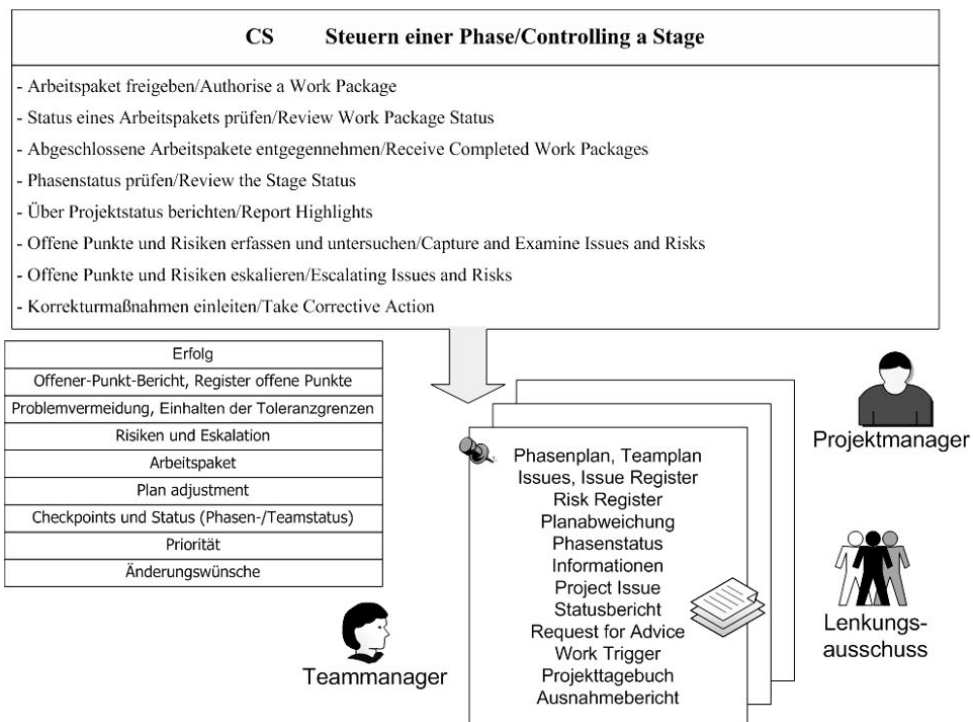 CS Steuern einer Phase/Controlling a Stage
- Arbeitspaket freigeben/Authorise a Work Package
- Status eines Arbeitspakets prüfen/Review Work Package Status
- Abgeschlossene Arbeitspakete entgegennehmen/Receive Completed Work Packages
- Phasenstatus prüfen/Review the Stage Status
- Über Projektstatus berichten/Report Highlights
- Offene Punkte und Risiken erfassen und untersuchen/Capture and Examine Issues and Risks
- Offene Punkte und Risiken eskalieren/Escalating Issues and Risks
- Korrekturmaßnahmen einleiten/Take Corrective Action
Erfolg
Offener-Punkt-Bericht, Register offene Punkte
Problemvermeidung, Einhalten der Toleranzgrenzen
Risiken und Eskalation
Arbeitspaket
Plan adjustment
Checkpoints und Status (Phasen-/Teamstatus)
Priorität
Änderungswünsche
Teammanager
Phasenplan, Teamplan
Issues, Issue Register
Risk Register
Planabweichung
Phasenstatus
Informationen
Project Issue
Statusbericht
Request for Advice
Work Trigger
Projekttagebuch
Ausnahmebericht
Projektmanager
Lenkungs-
ausschuss